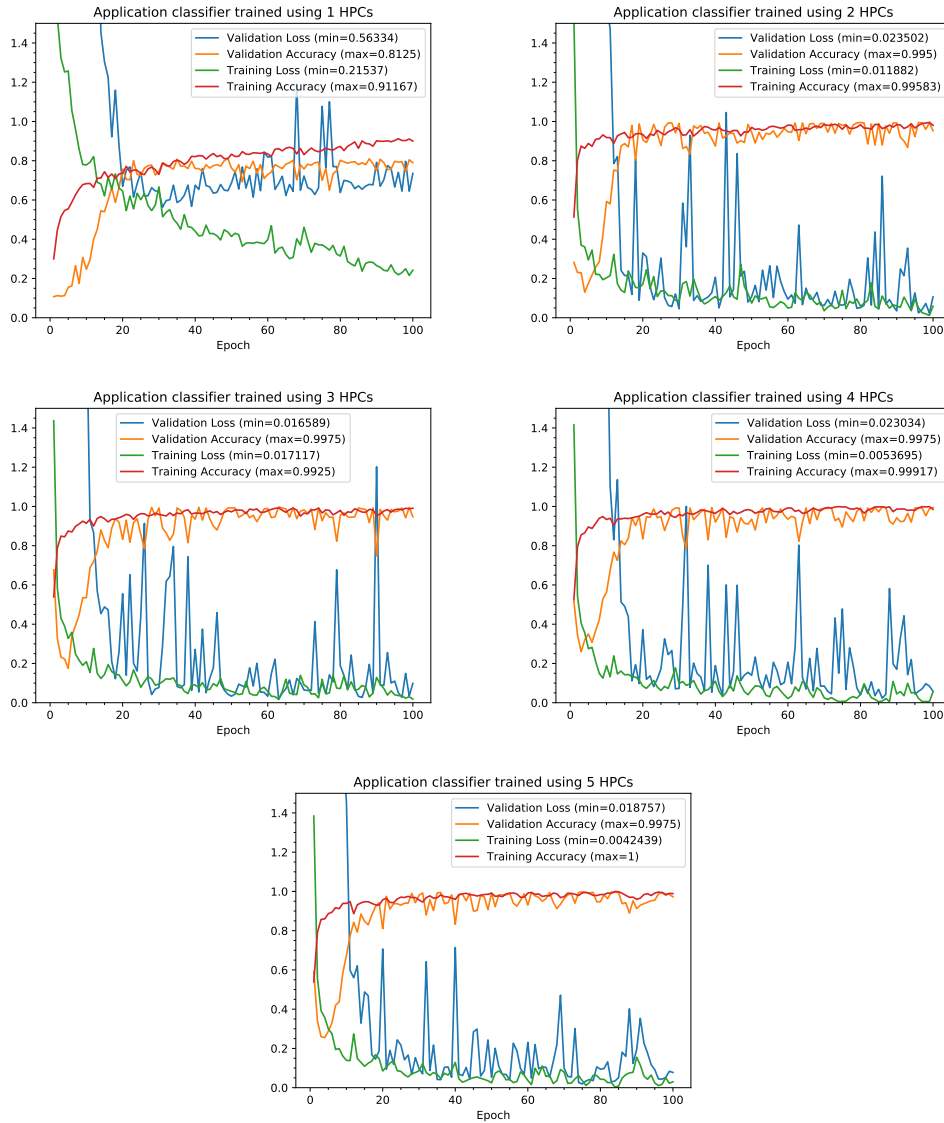 Application classifier trained using 1 HPCs
1.4
1.2
1.0
0.8
0.6
0.4
0.2
0.0
Validation Loss (min=0.56334)
Validation Accuracy (max=0.8125)
Training Loss (min=0.21537)
Training Accuracy (max=0.91167)
0 20 40 60 80 100
Epoch
Application classifier trained using 2 HPCs
1.4
1.2
1.0
0.8
0.6
0.4
0.2
0.0
Validation Loss (min=0.023502)
Validation Accuracy (max=0.995)
Training Loss (min=0.011882)
Training Accuracy (max=0.99583)
0 20 40 60 80 100
Epoch
Application classifier trained using 3 HPCs
1.4
1.2
1.0
0.8
0.6
0.4
0.2
0.0
Validation Loss (min=0.016589)
Validation Accuracy (max=0.9975)
Training Loss (min=0.017117)
Training Accuracy (max=0.9925)
0 20 40 60 80 100
Epoch
Application classifier trained using 4 HPCs
1.4
1.2
1.0
0.8
0.6
0.4
0.2
0.0
Validation Loss (min=0.023034)
Validation Accuracy (max=0.9975)
Training Loss (min=0.0053695)
Training Accuracy (max=0.99917)
0 20 40 60 80 100
Epoch
Application classifier trained using 5 HPCs
1.4
1.2
1.0
0.8
0.6
0.4
0.2
0.0
Validation Loss (min=0.018757)
Validation Accuracy (max=0.9975)
Training Loss (min=0.0042439)
Training Accuracy (max=1)
0 20 40 60 80 100
Epoch